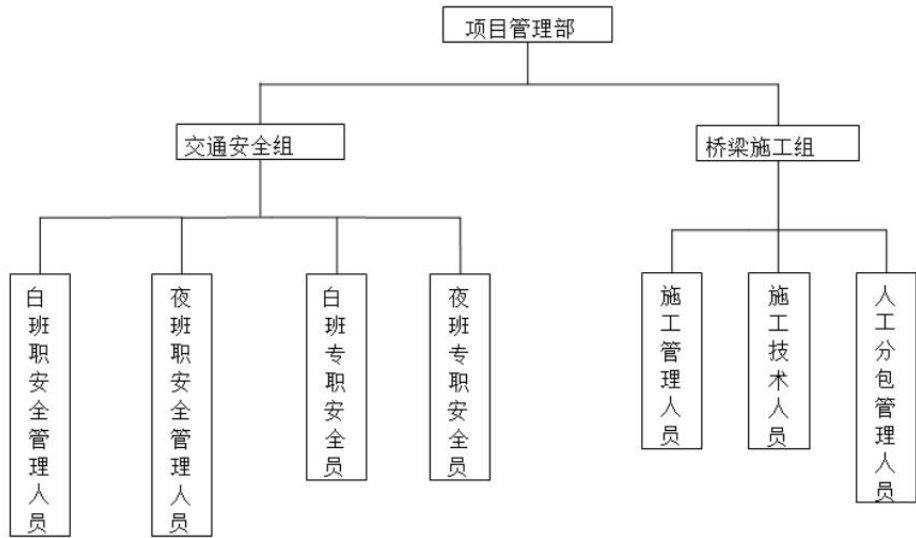 项目管理部
交通安全组
桥梁施工组
白班职安全管理人员
夜班职安全管理人员
白班专职安全员
夜班专职安全员
施工管理人员
施工技术人员
人工分包管理人员